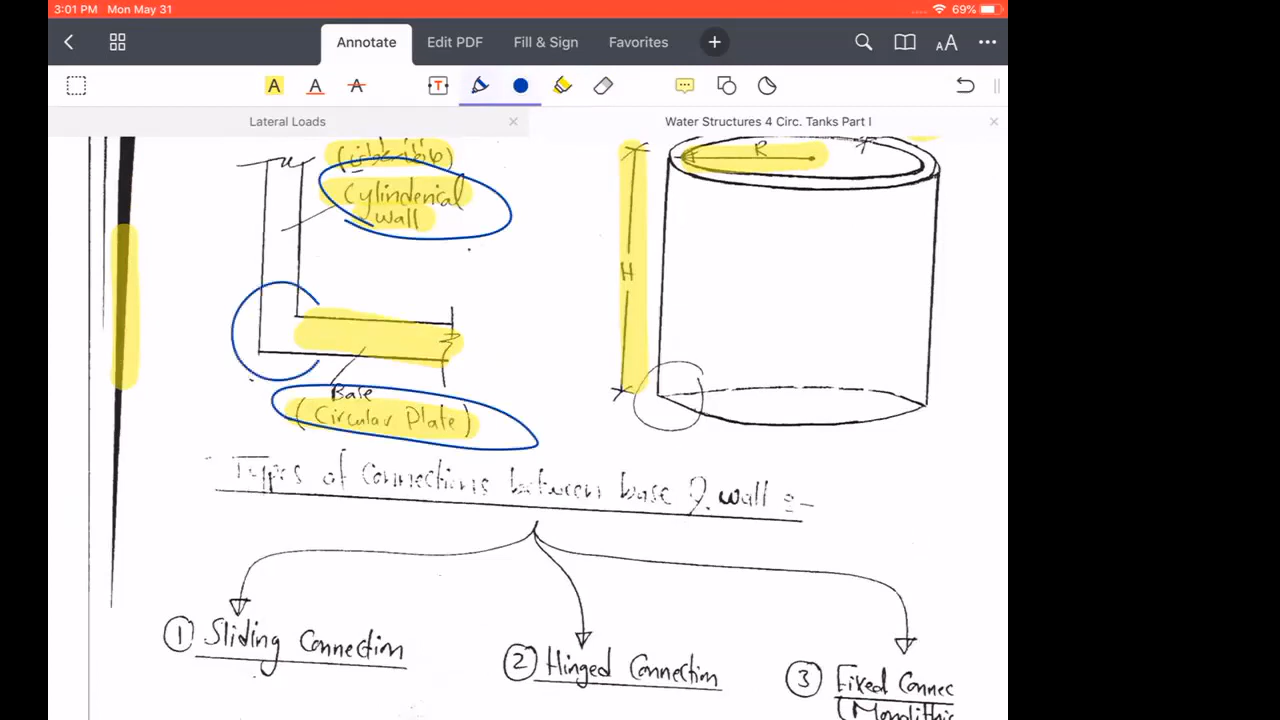 3:01 PM Mon May 31
69%
Annotate
Edit PDF
Fill & Sign
Favorites
A A A T
AA
Lateral Loads
Water Structures 4 Circ. Tanks Part I
Cylinderical
wall
R
H
Base
(Circular Plate)
Types of Connections between base & wall :-
① Sliding Connection
② Hinged Connection
③ Fixed Connec
(Monolithic